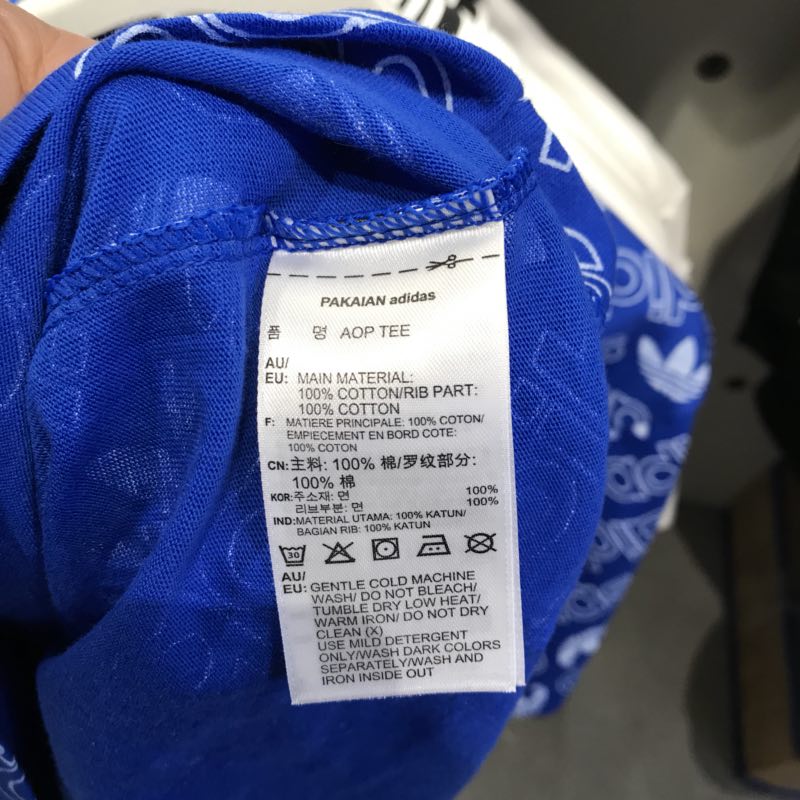 PAKAIAN adidas
품 명 AOP TEE
AU/
EU: MAIN MATERIAL:
100% COTTON/RIB PART:
100% COTTON
F: MATIERE PRINCIPALE: 100% COTON/
EMPIECEMENT EN BORD COTE:
100% COTON
CN:主料: 100% 棉/罗纹部分:
100% 棉
KOR:주소재: 면 100%
리브부분: 면 100%
IND:MATERIAL UTAMA: 100% KATUN/
BAGIAN RIB: 100% KATUN
30
AU/
EU: GENTLE COLD MACHINE
WASH/ DO NOT BLEACH/
TUMBLE DRY LOW HEAT/
WARM IRON/ DO NOT DRY
CLEAN (X)
USE MILD DETERGENT
ONLY/WASH DARK COLORS
SEPARATELY/WASH AND
IRON INSIDE OUT